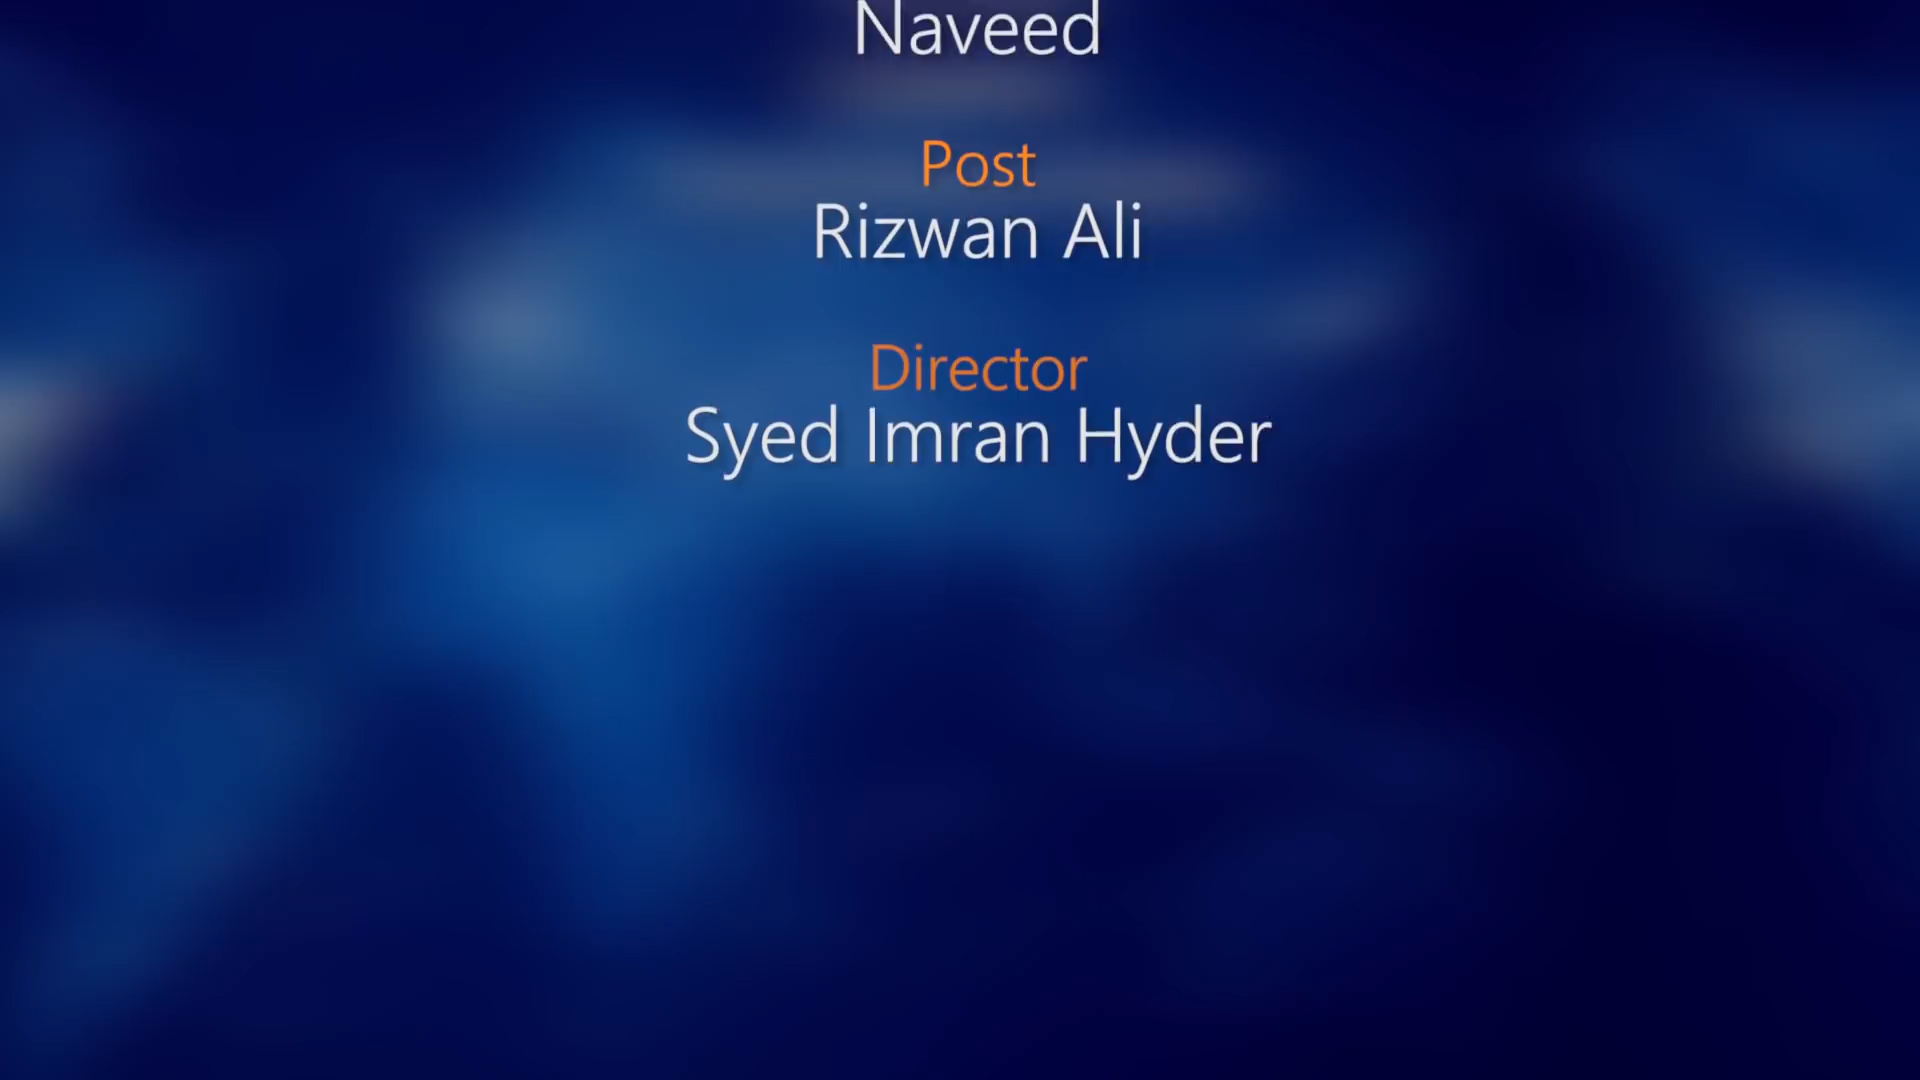 Naveed
Post
Rizwan Ali
Director
Syed Imran Hyder